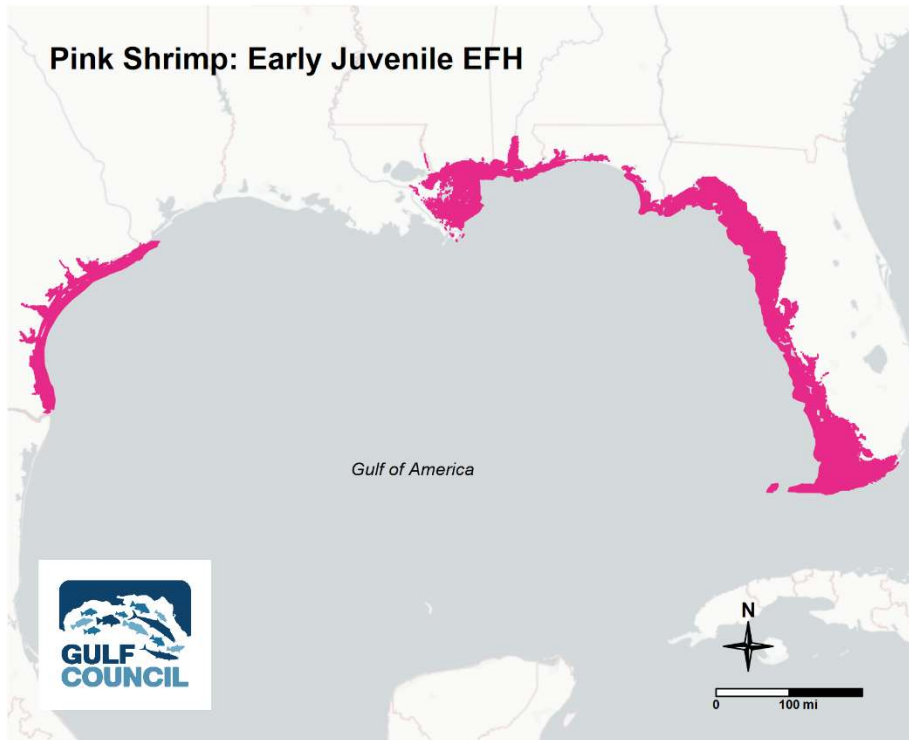 Pink Shrimp: Early Juvenile EFH
Gulf of America
GULF
COUNCIL
N
0 100 mi